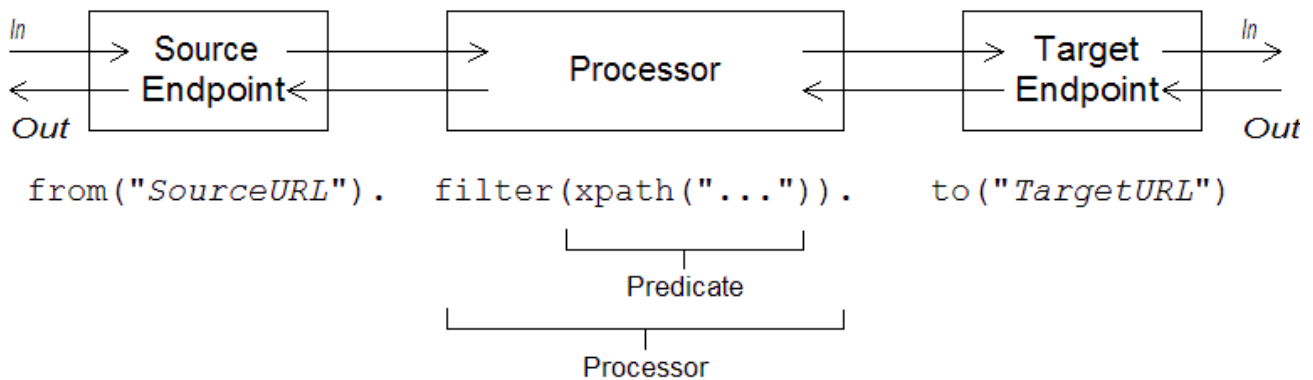 In Source Processor Target In
Out Endpoint Endpoint Out
from("SourceURL"). filter(xpath("...")). to("TargetURL")
Predicate
Processor